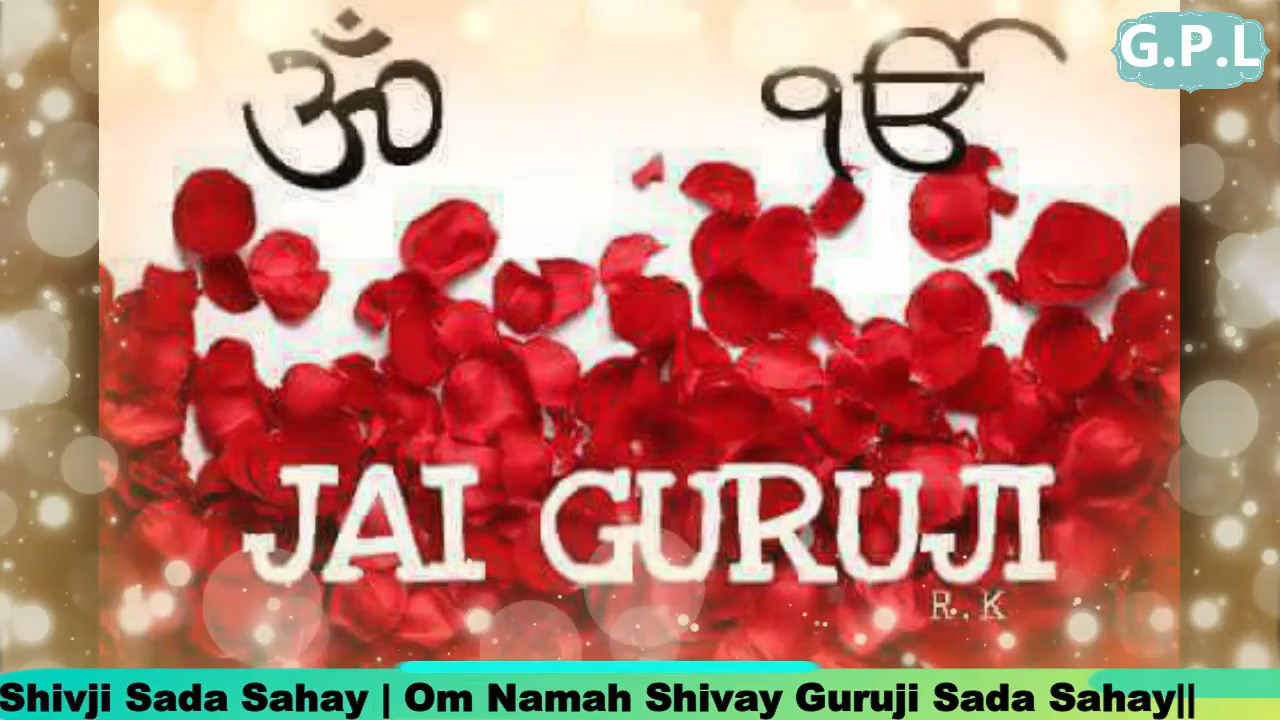 ॐ ੴ
G.P.L
JAI GURUJI
R.K
Shivji Sada Sahay | Om Namah Shivay Guruji Sada Sahay||